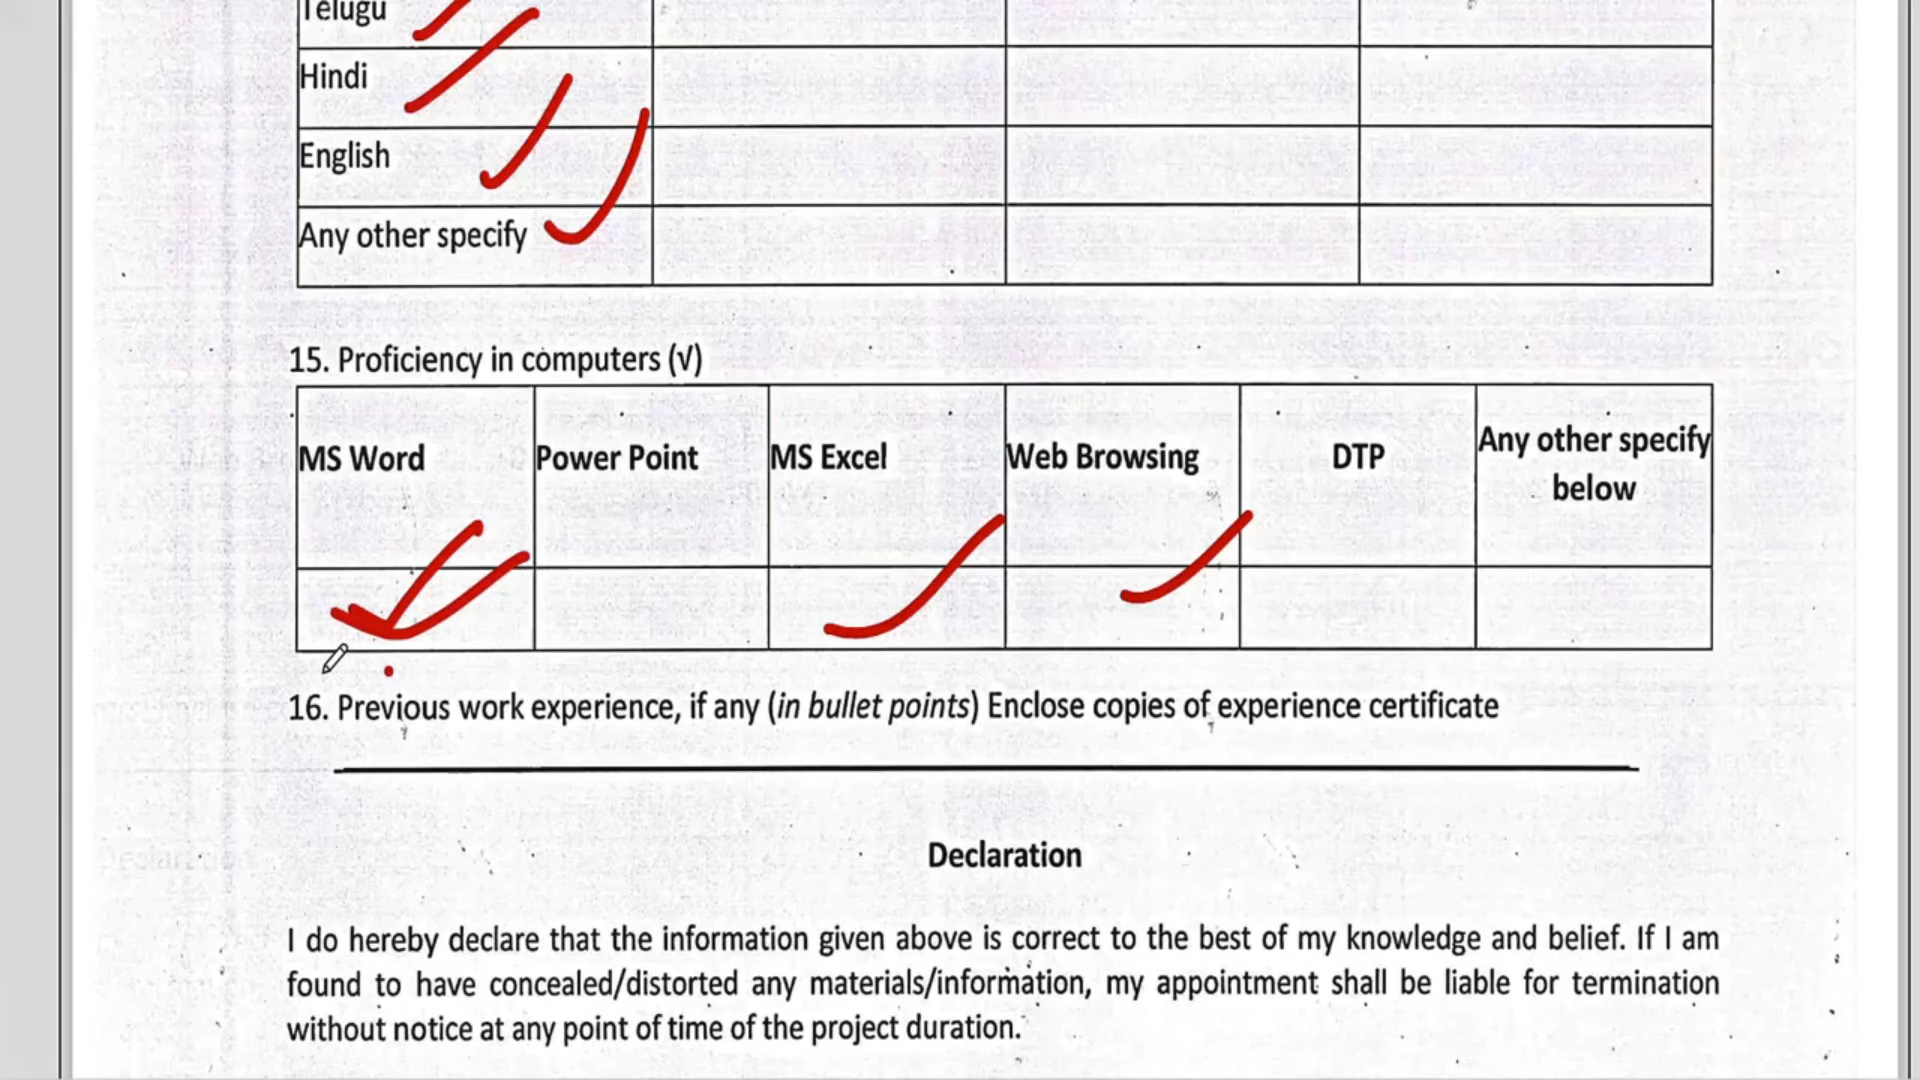 Telugu
Hindi
English
Any other specify
15. Proficiency in computers (√)
MS Word Power Point MS Excel Web Browsing DTP Any other specify below
16. Previous work experience, if any (in bullet points) Enclose copies of experience certificate
Declaration
I do hereby declare that the information given above is correct to the best of my knowledge and belief. If I am
found to have concealed/distorted any materials/information, my appointment shall be liable for termination
without notice at any point of time of the project duration.